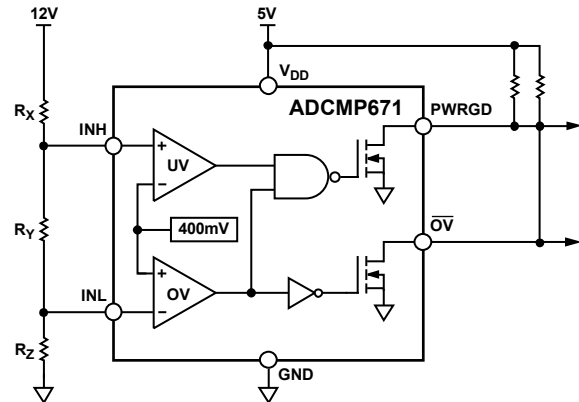 12V
5V
VDD
ADCMP671
RX
INH
PWRGD
UV
RY
400mV
OV
OV
INL
RZ
GND